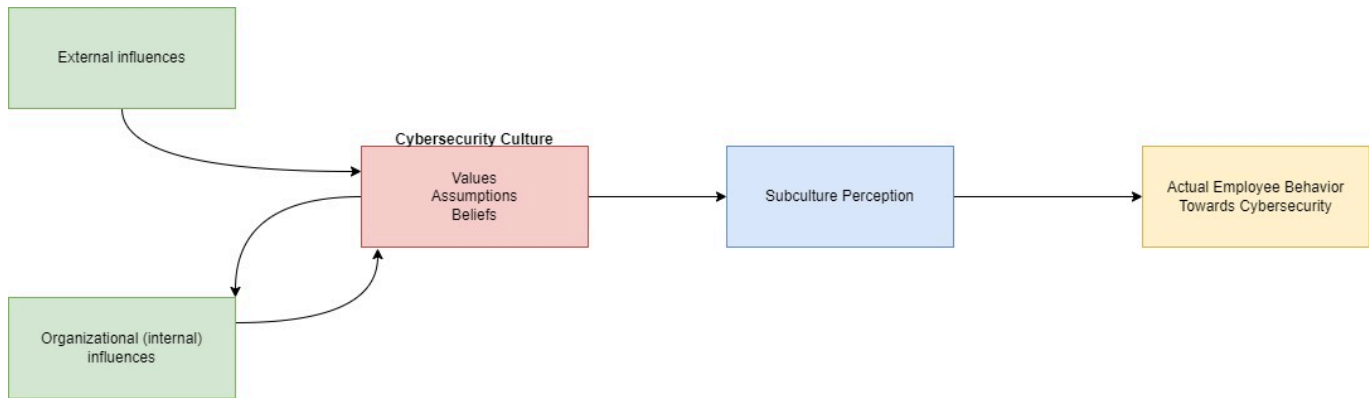 External influences
Cybersecurity Culture
Values
Assumptions
Beliefs
Subculture Perception
Actual Employee Behavior
Towards Cybersecurity
Organizational (internal)
influences